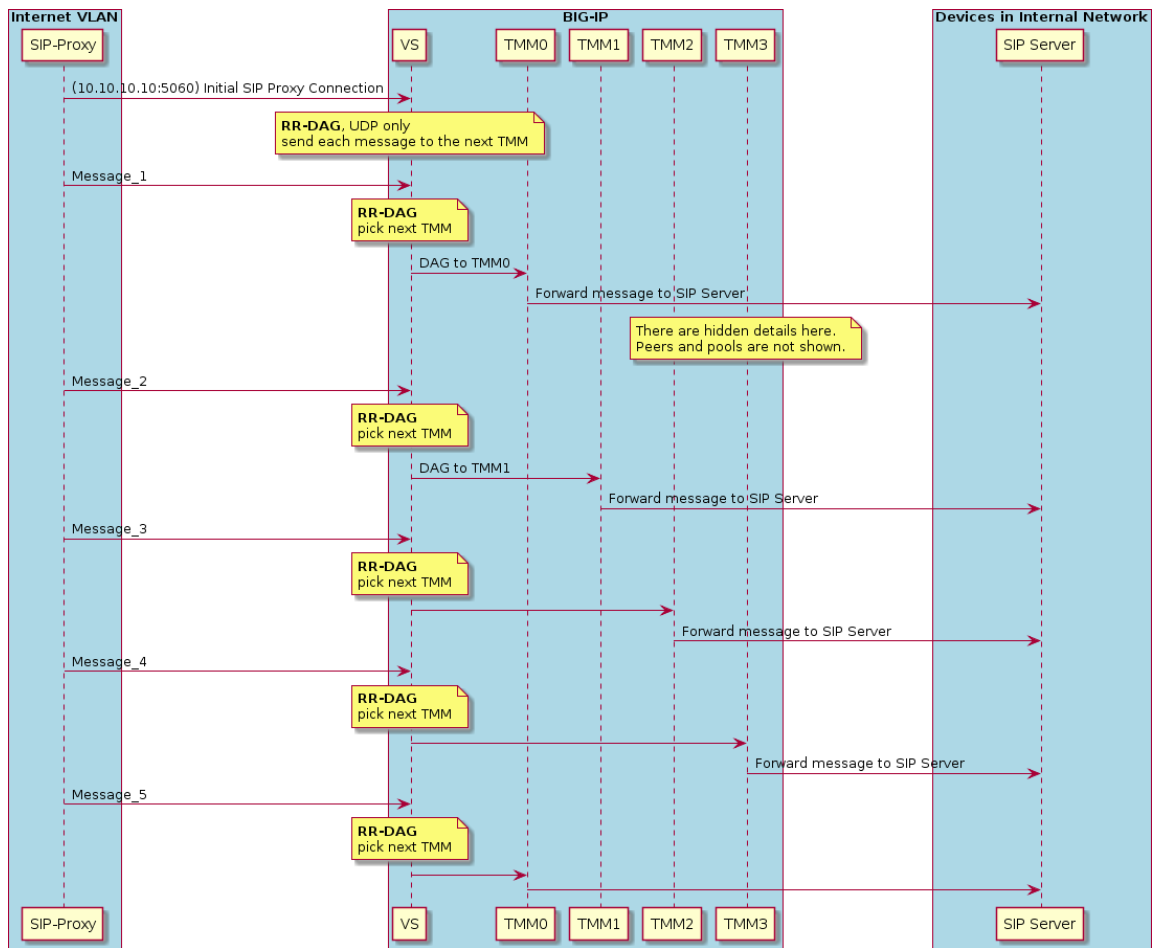 Internet VLAN
BIG-IP
Devices in Internal Network
SIP-Proxy
VS
TMM0
TMM1
TMM2
TMM3
SIP Server
(10.10.10.10:5060) Initial SIP Proxy Connection
RR-DAG, UDP only
send each message to the next TMM
Message_1
RR-DAG
pick next TMM
DAG to TMM0
Forward message to SIP Server
There are hidden details here.
Peers and pools are not shown.
Message_2
RR-DAG
pick next TMM
DAG to TMM1
Forward message to SIP Server
Message_3
RR-DAG
pick next TMM
Forward message to SIP Server
Message_4
RR-DAG
pick next TMM
Forward message to SIP Server
Message_5
RR-DAG
pick next TMM
SIP-Proxy
VS
TMM0
TMM1
TMM2
TMM3
SIP Server